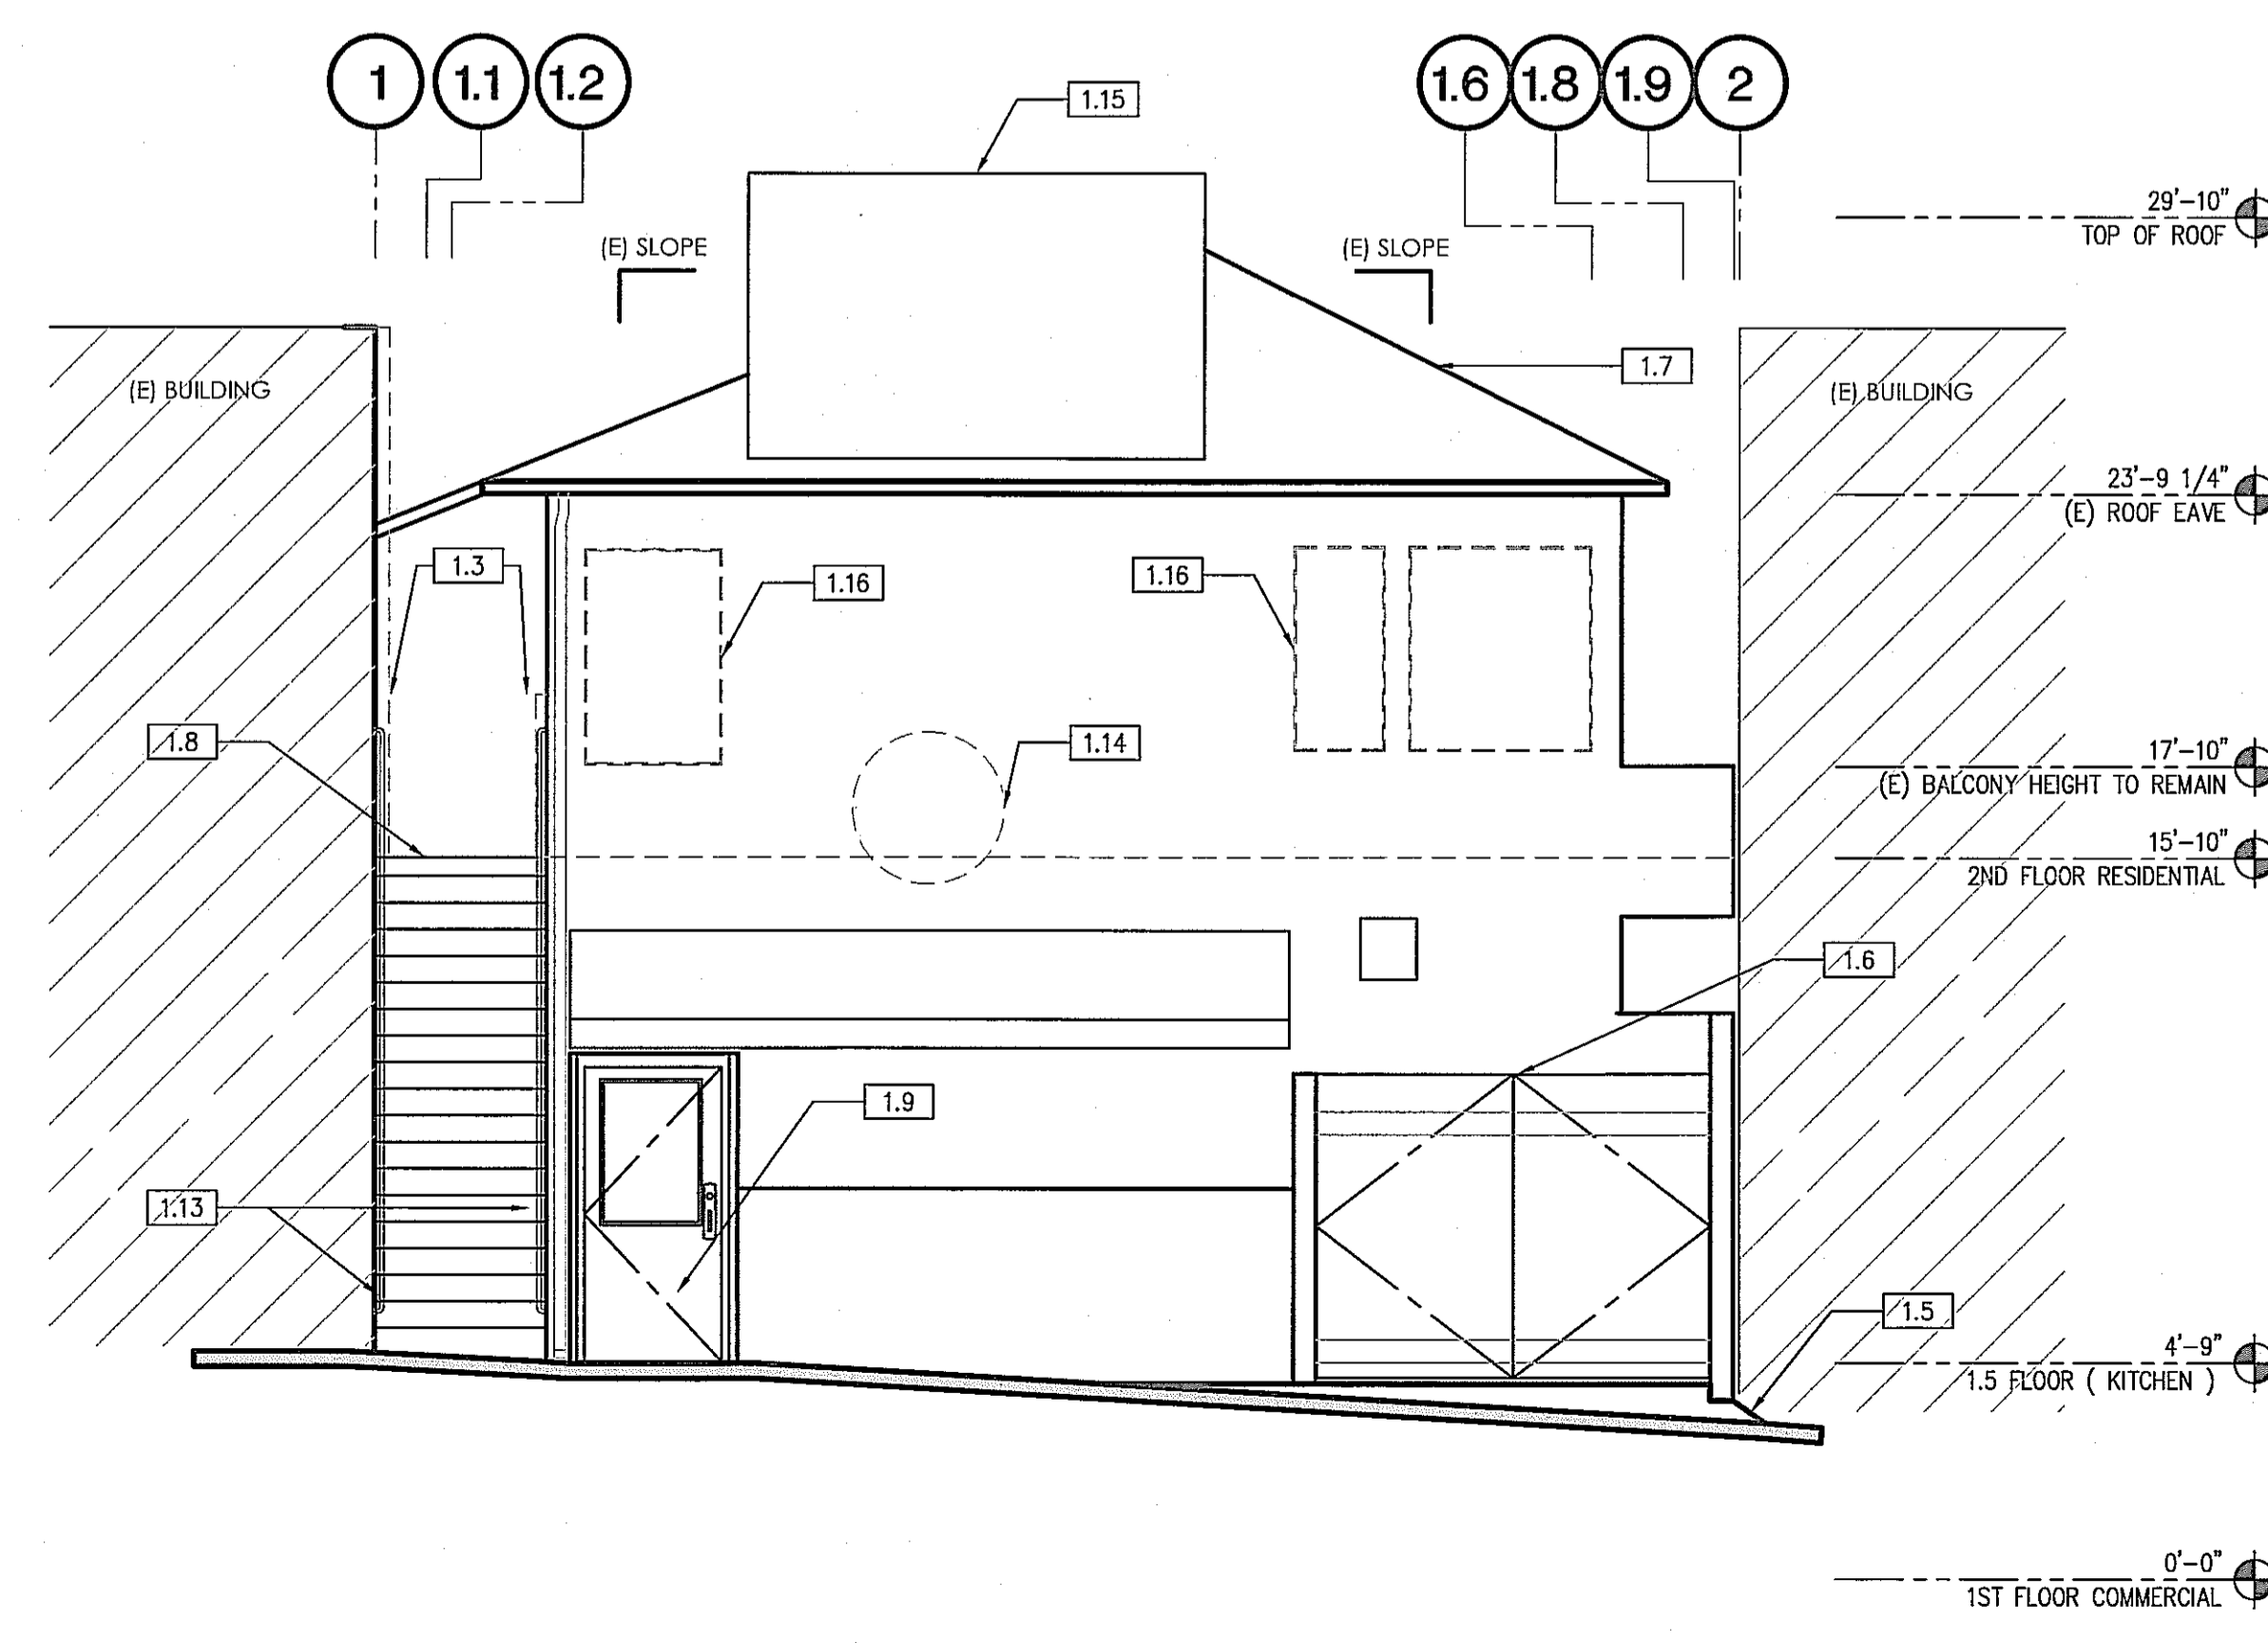 1 1.1 1.2 1.6 1.8 1.9 2
1.15
29'-10"
TOP OF ROOF
(E) SLOPE (E) SLOPE
1.7
(E) BUILDING (E) BUILDING
23'-9 1/4"
(E) ROOF EAVE
1.3
1.16 1.16
1.8 1.14
17'-10"
(E) BALCONY HEIGHT TO REMAIN
15'-10"
2ND FLOOR RESIDENTIAL
1.6
1.9
1.13
1.5
4'-9"
1.5 FLOOR ( KITCHEN )
0'-0"
1ST FLOOR COMMERCIAL